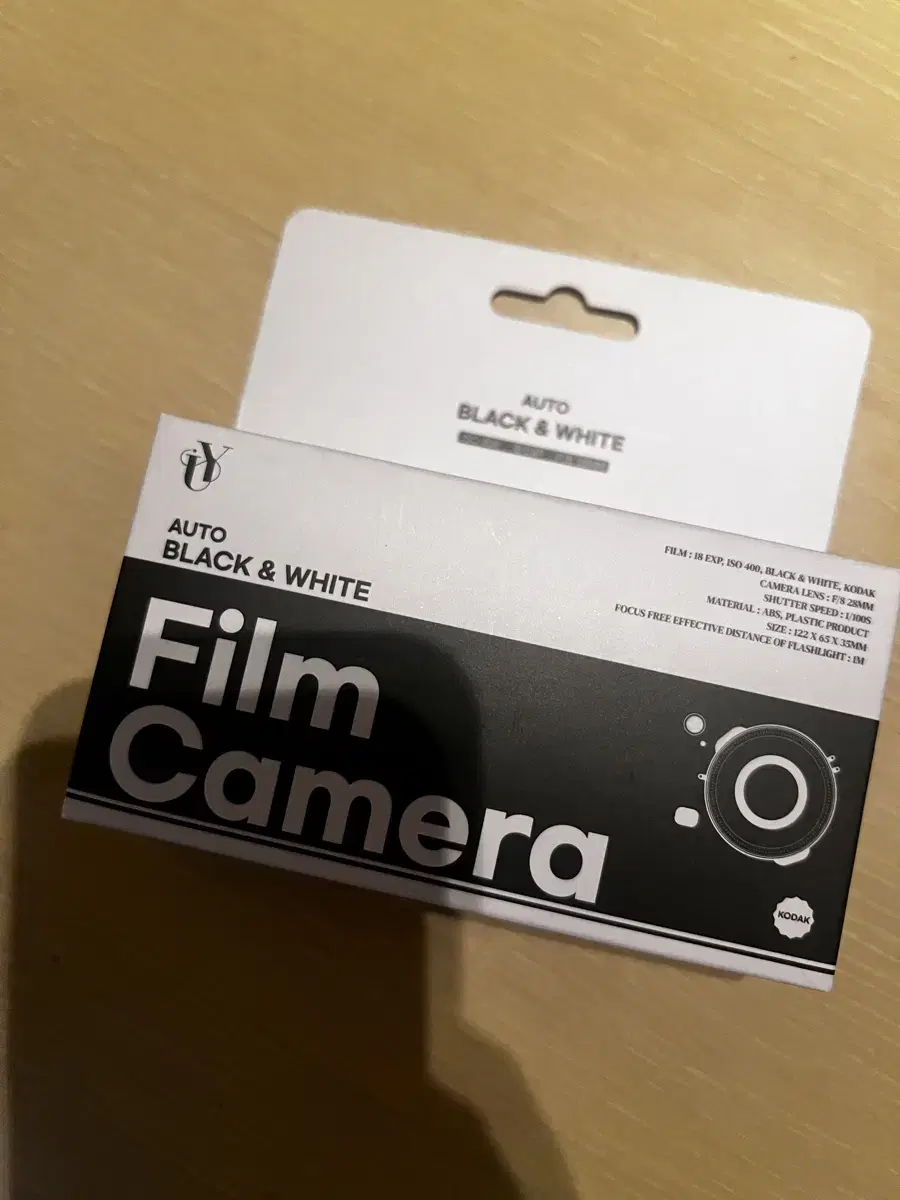 AUTO
BLACK & WHITE
AUTO
BLACK & WHITE
FILM : 18 EXP, ISO 400, BLACK & WHITE, KODAK
CAMERA LENS : F/8 28MM
SHUTTER SPEED : 1/100S
MATERIAL : ABS, PLASTIC PRODUCT
SIZE : 122 X 65 X 35MM
FOCUS FREE EFFECTIVE DISTANCE OF FLASHLIGHT : 1M
Film
Camera
KODAK